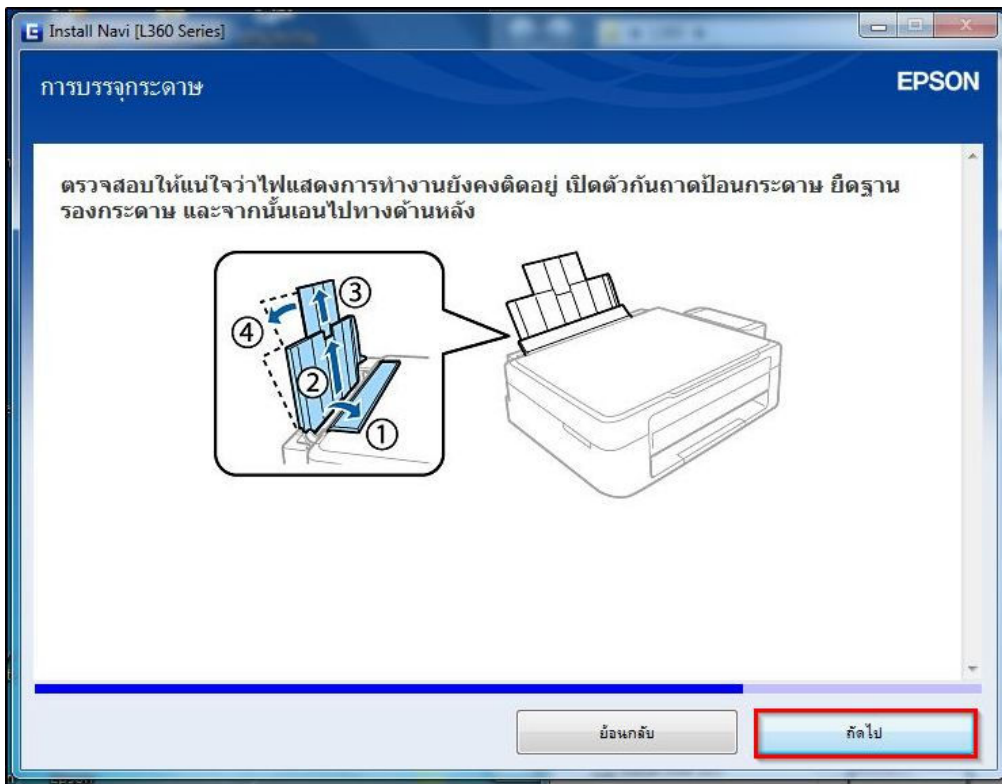 Install Navi [L360 Series]
การบรรจุกระดาษ
EPSON
ตรวจสอบให้แน่ใจว่าไฟแสดงการทำงานยังคงติดอยู่ เปิดตัวกันถาดป้อนกระดาษ ยืดฐาน
รองกระดาษ และจากนั้นเอนไปทางด้านหลัง
③
④
②
①
ย้อนกลับ
ถัดไป